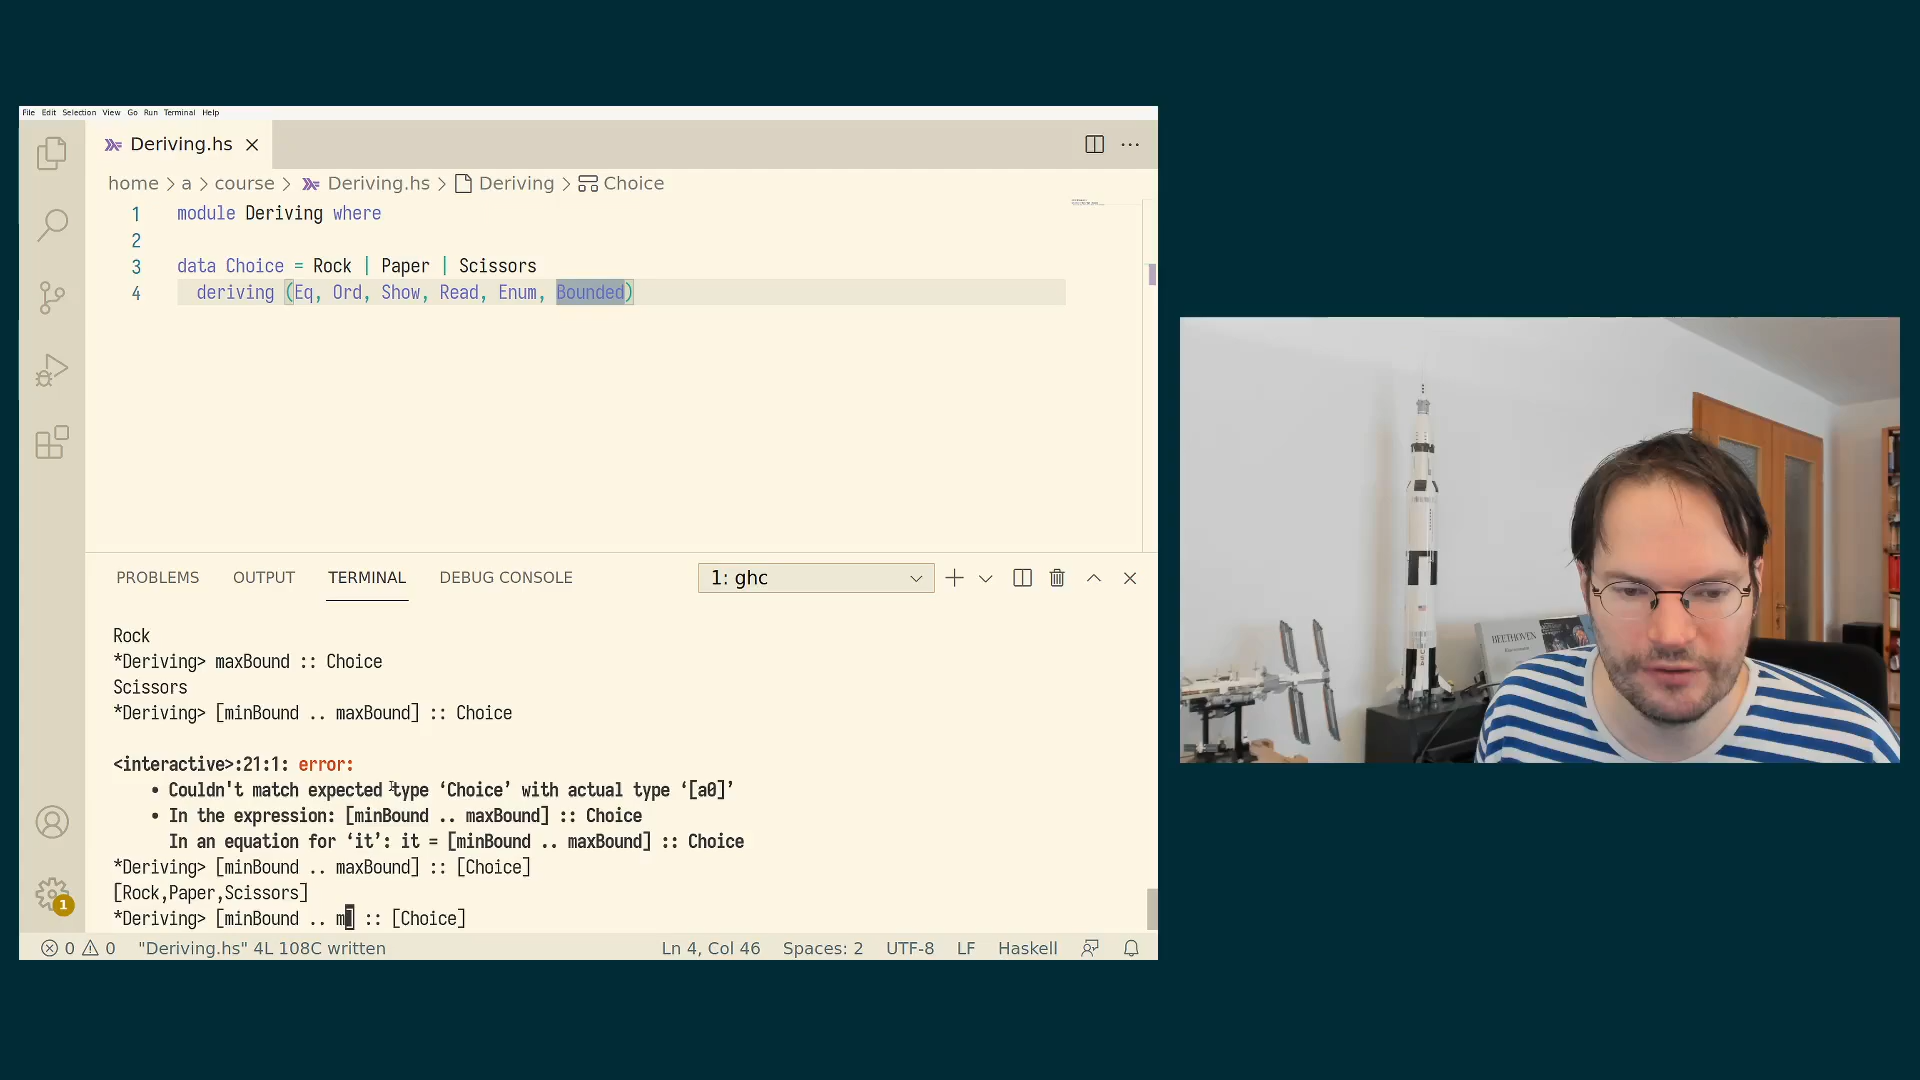 File Edit Selection View Go Run Terminal Help
Deriving.hs
home > a > course > Deriving.hs > Deriving > Choice
1 module Deriving where
2
3 data Choice = Rock | Paper | Scissors
4 deriving (Eq, Ord, Show, Read, Enum, Bounded)
PROBLEMS OUTPUT TERMINAL DEBUG CONSOLE 1: ghc
Rock
*Deriving> maxBound :: Choice
Scissors
*Deriving> [minBound .. maxBound] :: Choice
<interactive>:21:1: error:
• Couldn't match expected type ‘Choice’ with actual type ‘[a0]’
• In the expression: [minBound .. maxBound] :: Choice
In an equation for ‘it’: it = [minBound .. maxBound] :: Choice
*Deriving> [minBound .. maxBound] :: [Choice]
[Rock,Paper,Scissors]
*Deriving> [minBound .. m] :: [Choice]
1
0 0 "Deriving.hs" 4L 108C written Ln 4, Col 46 Spaces: 2 UTF-8 LF Haskell
BEETHOVEN